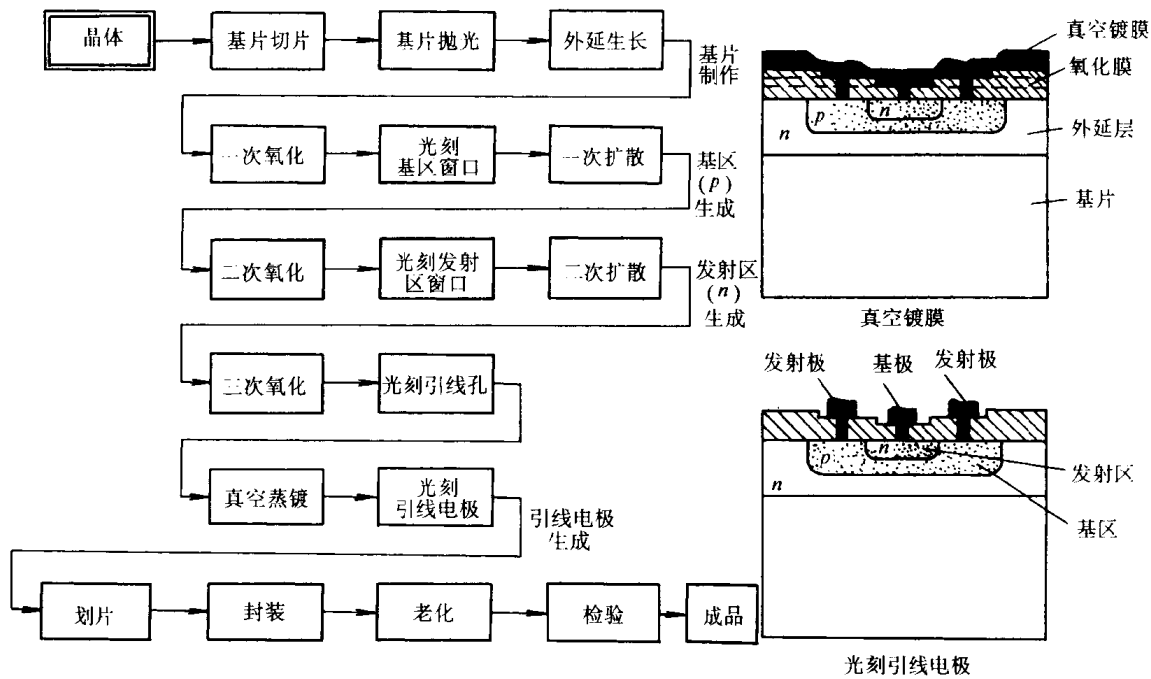 晶体
基片切片
基片抛光
外延生长
基片
制作
一次氧化
光刻
基区窗口
一次扩散
基区
(p)
生成
二次氧化
光刻发射
区窗口
二次扩散
发射区
(n)
生成
三次氧化
光刻引线孔
真空蒸镀
光刻
引线电极
引线电极
生成
划片
封装
老化
检验
成品
真空镀膜
氧化膜
p
n
n
外延层
基片
真空镀膜
发射极
基极
发射极
p
n
n
发射区
基区
光刻引线电极